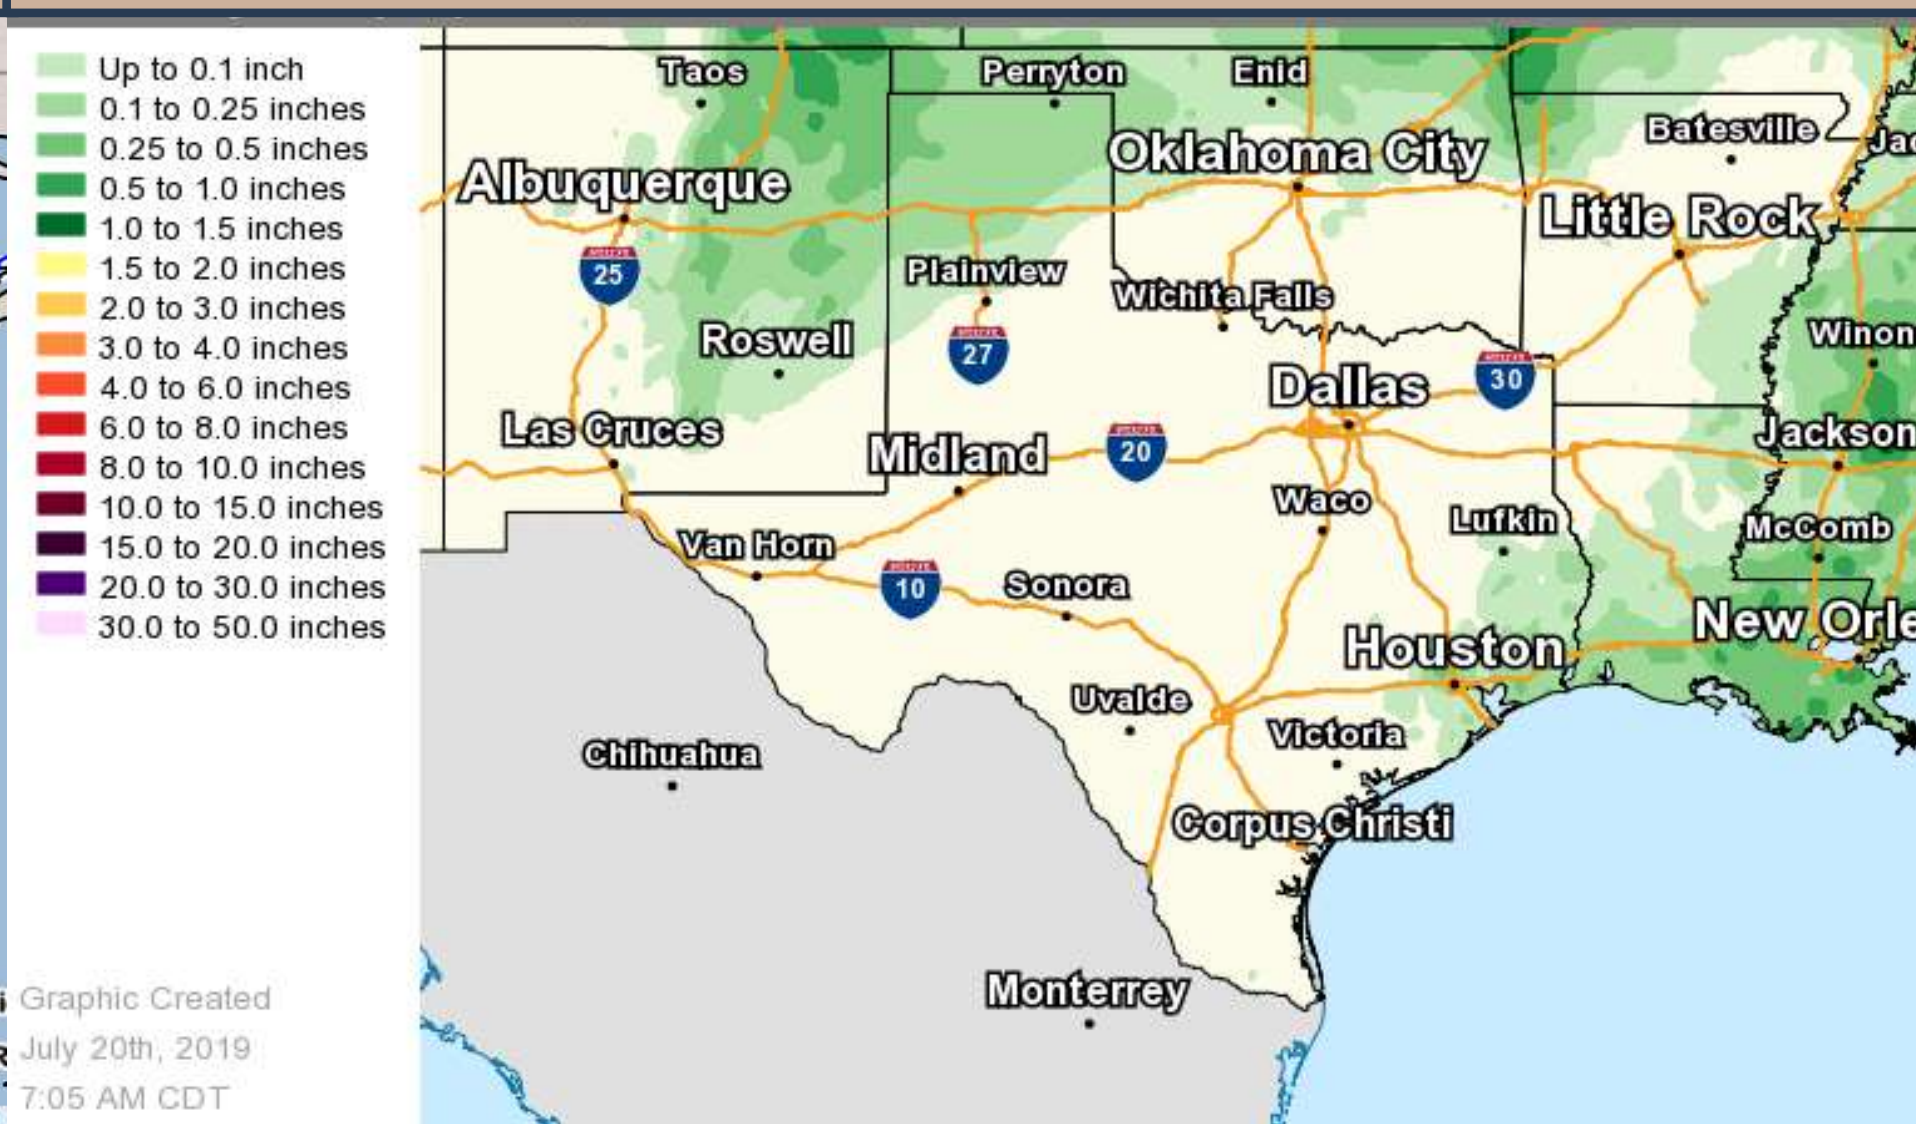 Up to 0.1 inch
0.1 to 0.25 inches
0.25 to 0.5 inches
0.5 to 1.0 inches
1.0 to 1.5 inches
1.5 to 2.0 inches
2.0 to 3.0 inches
3.0 to 4.0 inches
4.0 to 6.0 inches
6.0 to 8.0 inches
8.0 to 10.0 inches
10.0 to 15.0 inches
15.0 to 20.0 inches
20.0 to 30.0 inches
30.0 to 50.0 inches
Graphic Created
July 20th, 2019
7:05 AM CDT
Taos
Perryton
Enid
Batesville
Oklahoma City
Albuquerque
Little Rock
25
Plainview
Wichita Falls
Roswell
27
Winon
Dallas
30
Las Cruces
Midland
20
Jackson
Waco
Lufkin
McComb
Van Horn
10
Sonora
New Orle
Houston
Uvalde
Victoria
Chihuahua
Corpus Christi
Monterrey